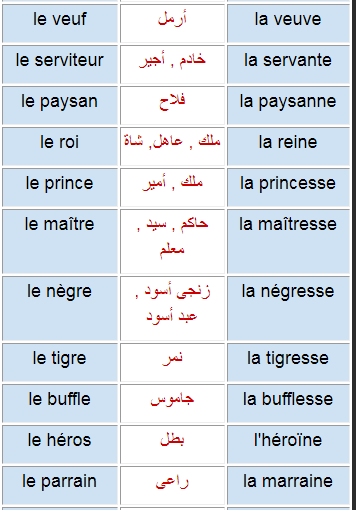 le veuf أرمل la veuve
le serviteur خادم , أجير la servante
le paysan فلاح la paysanne
le roi ملك , عاهل, شاة la reine
le prince ملك , أمير la princesse
le maître حاكم , سيد , la maîtresse
معلم
le nègre زنجى أسود , la négresse
عبد أسود
le tigre نمر la tigresse
le buffle جاموس la bufflesse
le héros بطل l'héroïne
le parrain راعى la marraine